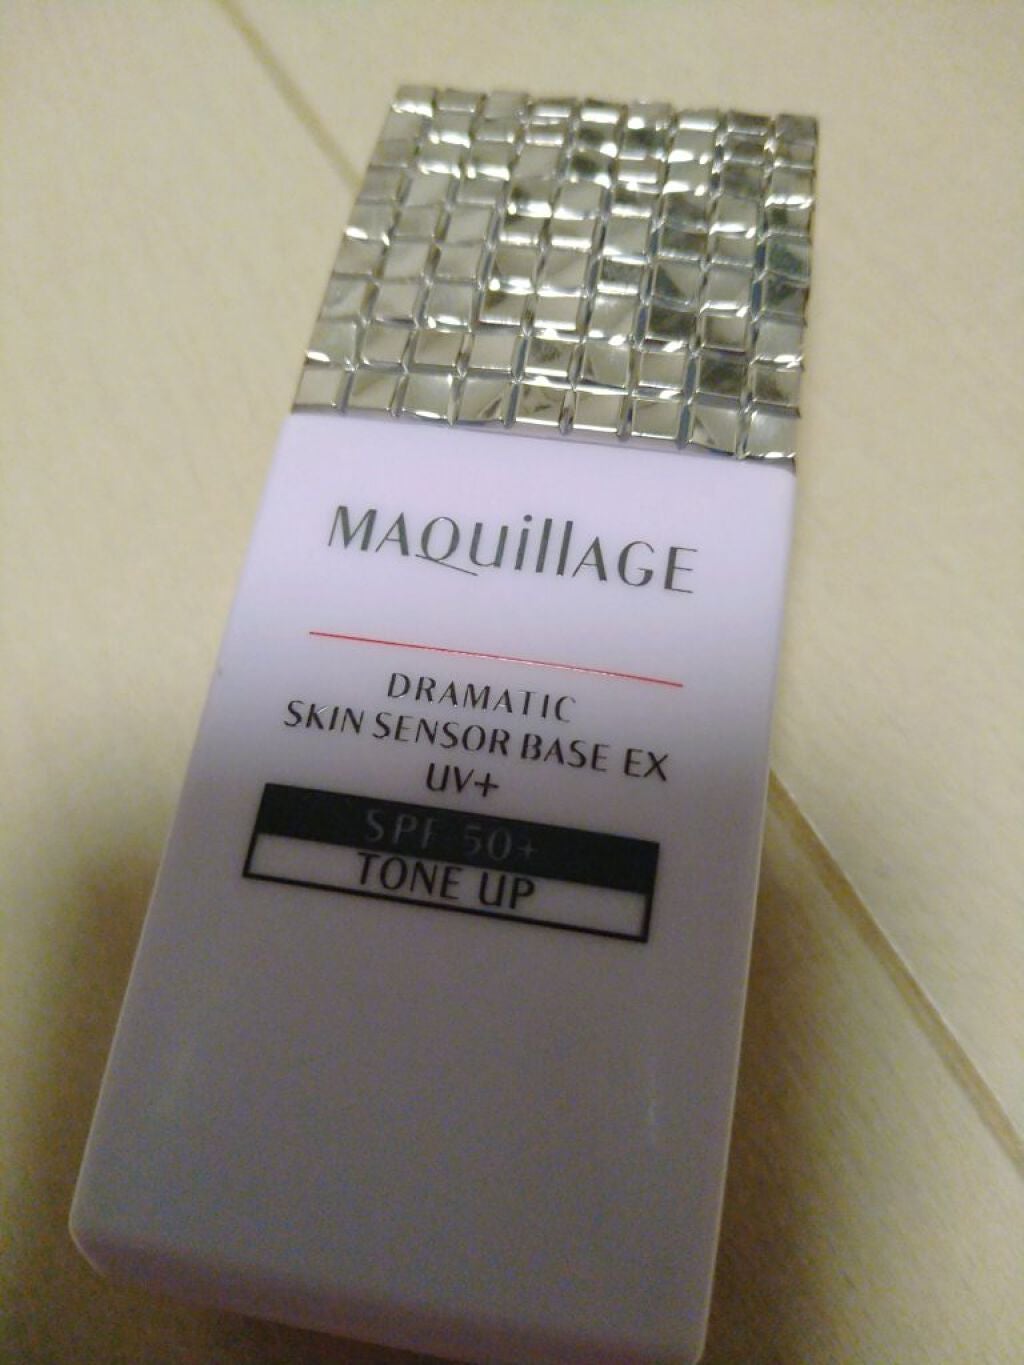 MAQuillAGE
DRAMATIC
SKIN SENSOR BASE EX
UV+
SPF 50+
TONE UP